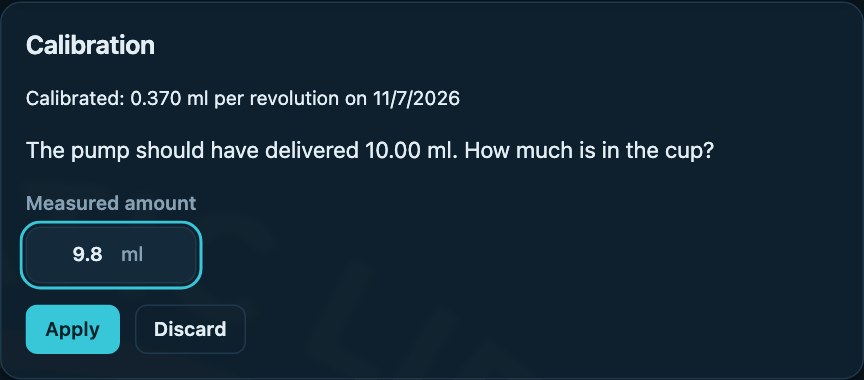 Calibration
Calibrated: 0.370 ml per revolution on 11/7/2026
The pump should have delivered 10.00 ml. How much is in the cup?
Measured amount
9.8 ml
Apply Discard